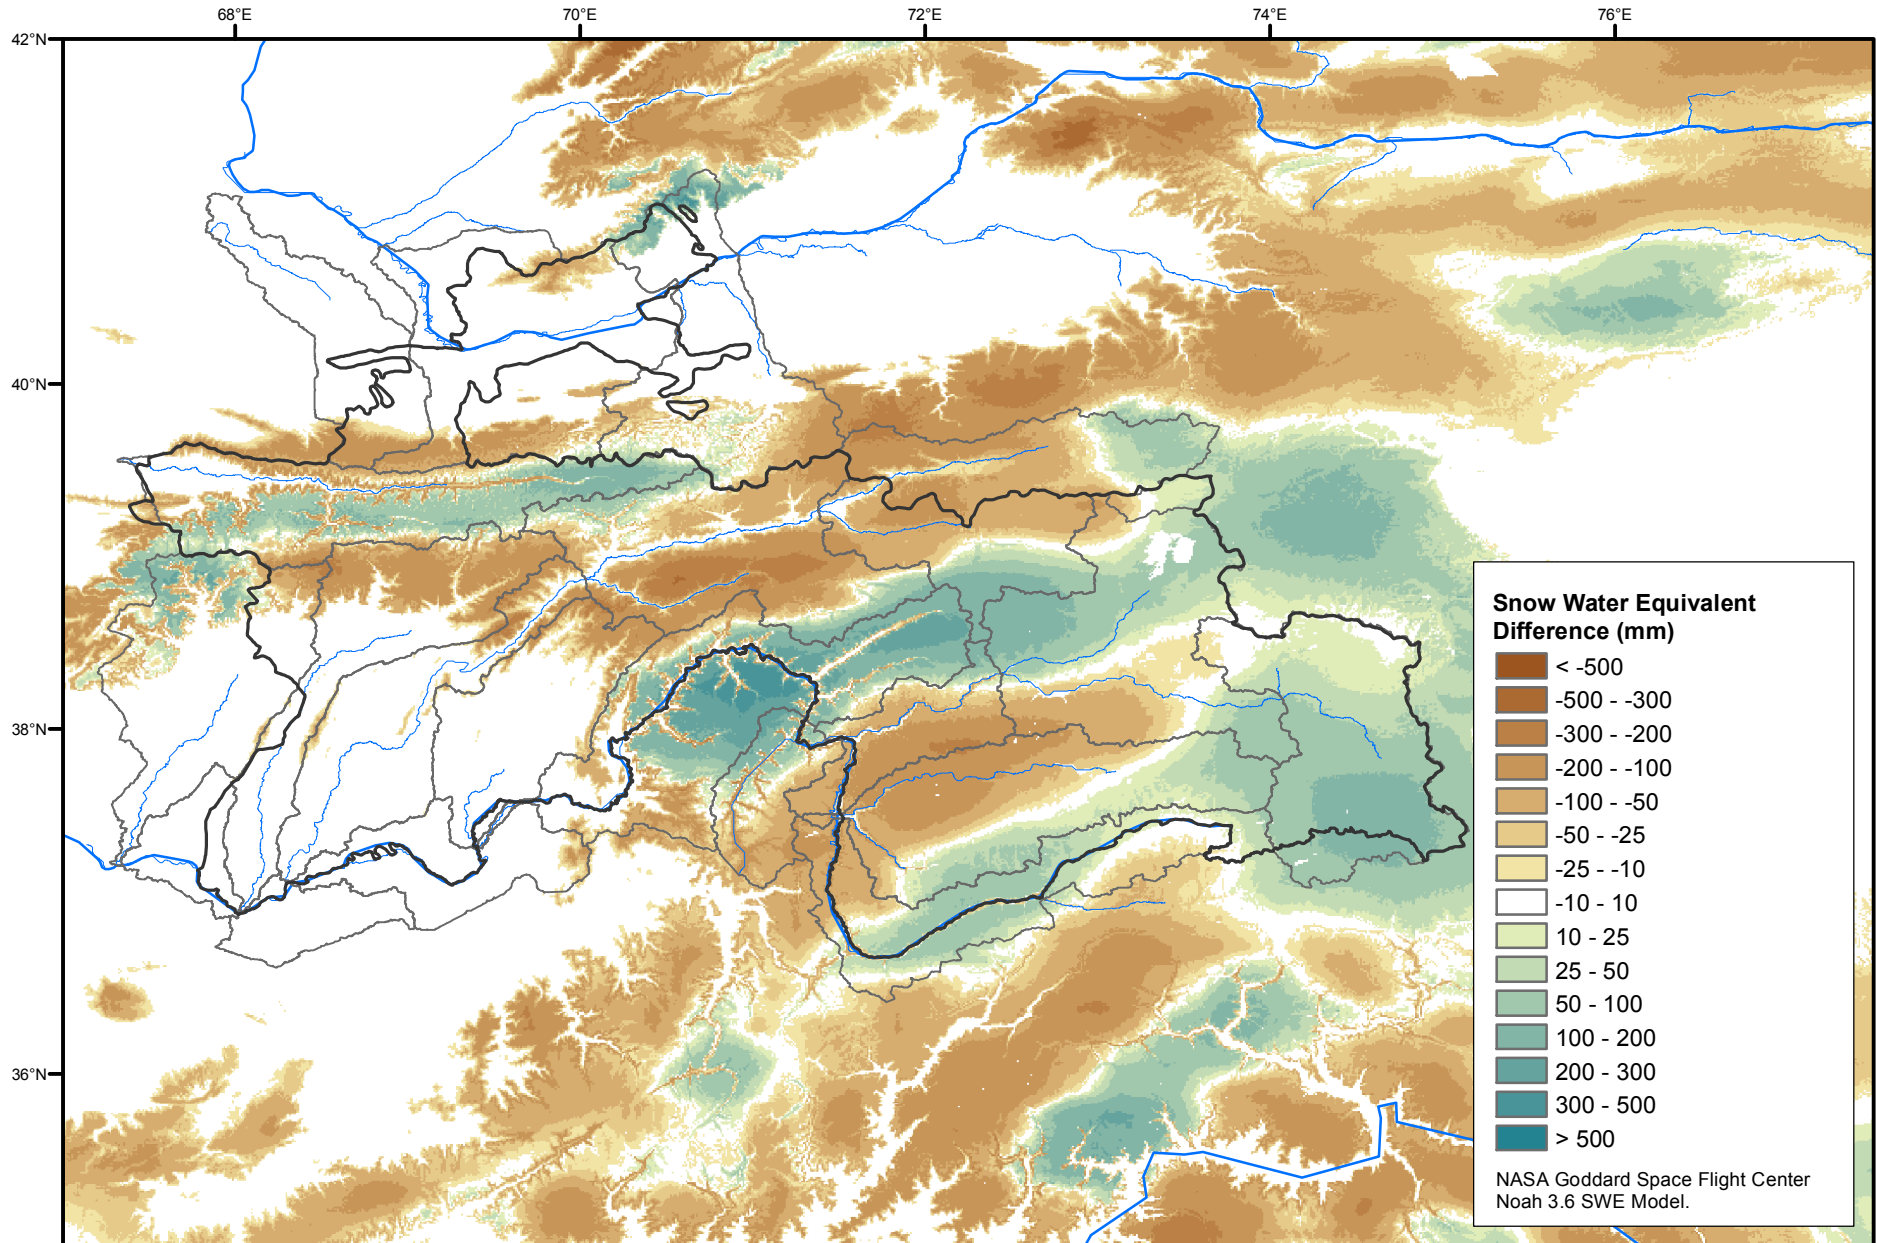 68°E
70°E
72°E
74°E
76°E
42°N
40°N
38°N
36°N
Snow Water Equivalent
Difference (mm)
< -500
-500 - -300
-300 - -200
-200 - -100
-100 - -50
-50 - -25
-25 - -10
-10 - 10
10 - 25
25 - 50
50 - 100
100 - 200
200 - 300
300 - 500
> 500
NASA Goddard Space Flight Center
Noah 3.6 SWE Model.